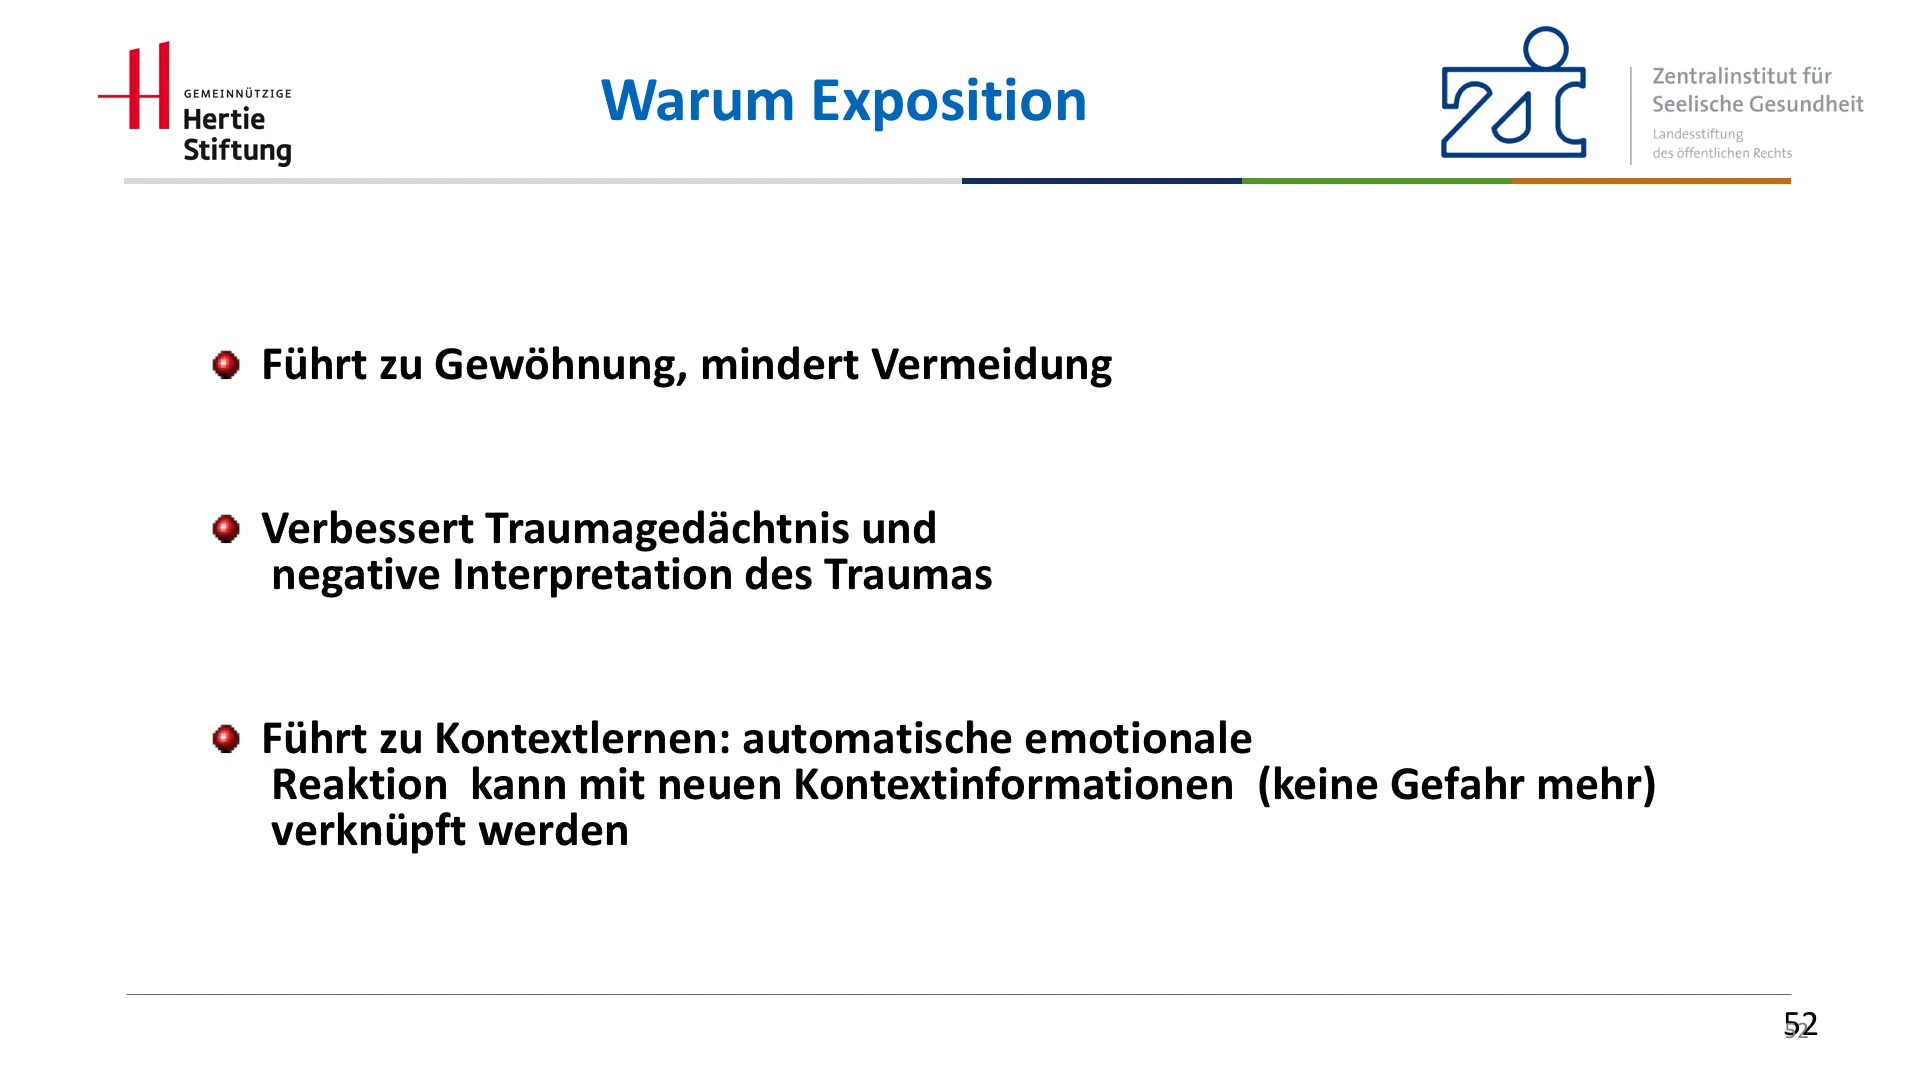 GEMEINNÜTZIGE
Hertie
Stiftung
Warum Exposition
Zentralinstitut für
Seelische Gesundheit
Landesstiftung
des öffentlichen Rechts
Führt zu Gewöhnung, mindert Vermeidung
Verbessert Traumagedächtnis und
negative Interpretation des Traumas
Führt zu Kontextlernen: automatische emotionale
Reaktion kann mit neuen Kontextinformationen (keine Gefahr mehr)
verknüpft werden
52
52